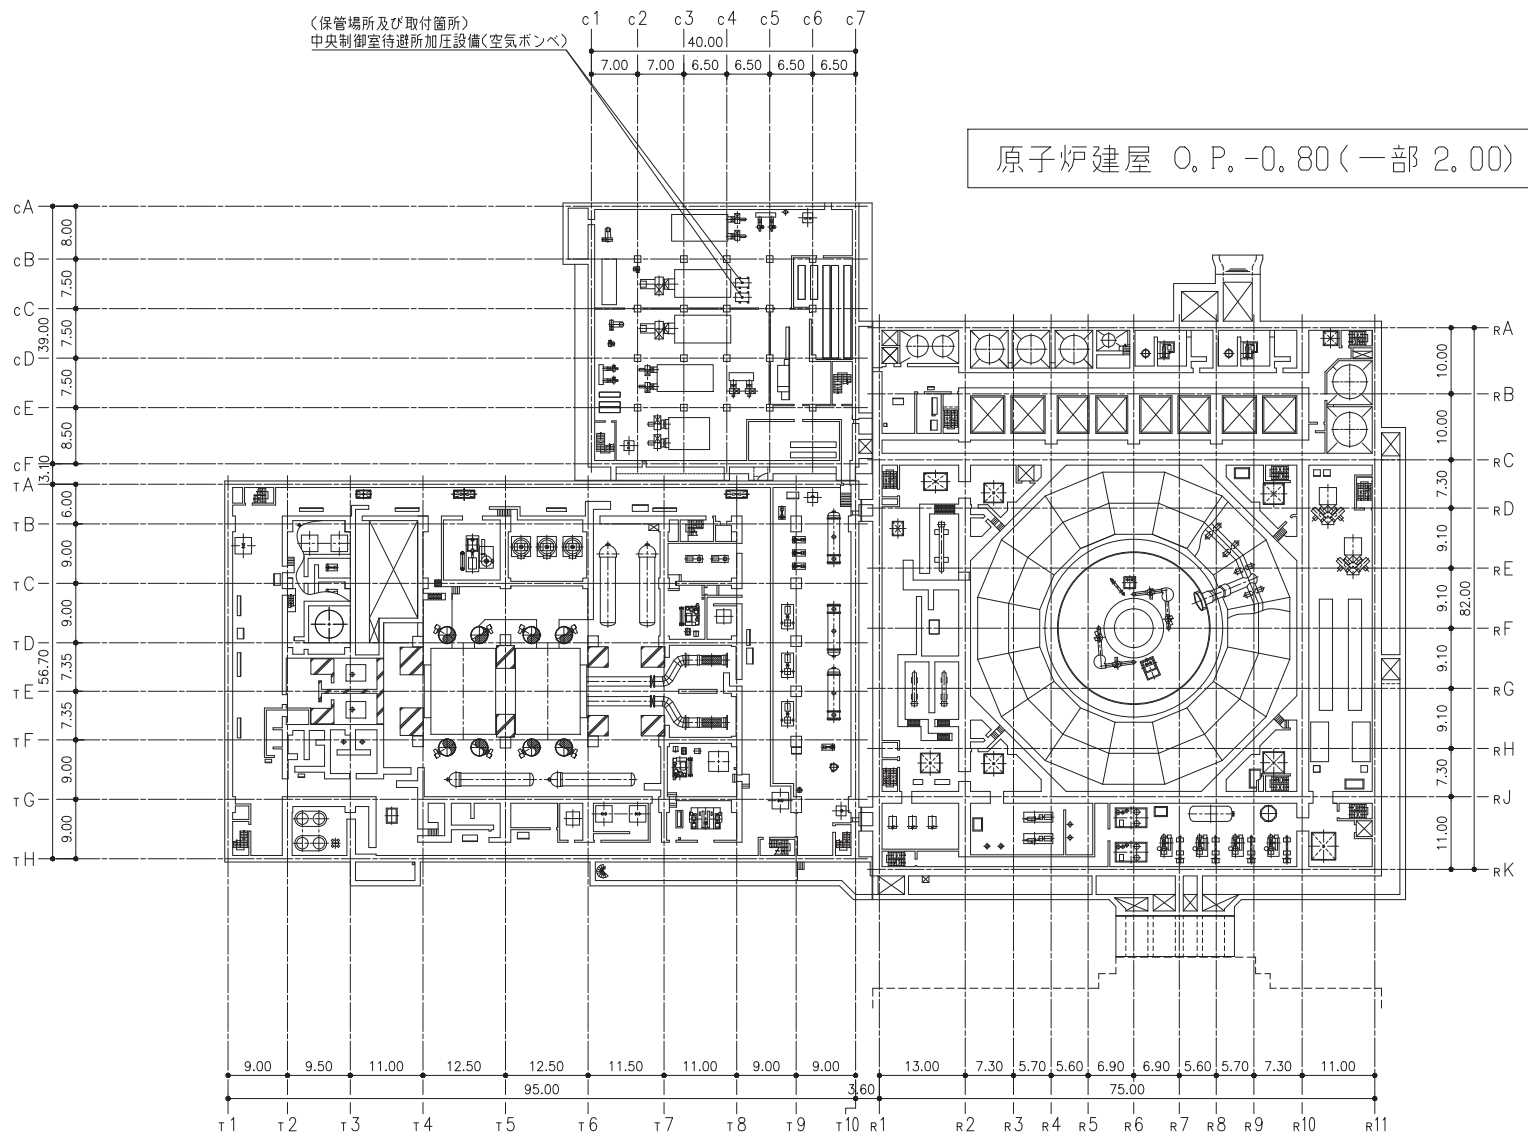 (保管場所及び取付箇所)
中央制御室待避所加圧設備(空気ボンベ)
c1 c2 c3 c4 c5 c6 c7
40.00
7.00 7.00 6.50 6.50 6.50 6.50
原子炉建屋 O.P.-0.80(一部 2.00)
cA
8.00
cB
7.50
cC
7.50
39.00
cD
7.50
cE
8.50
cF
3.10
TA
6.00
TB
9.00
TC
9.00
TD
7.35
56.70
TE
7.35
TF
9.00
TG
9.00
TH
RA
10.00
RB
10.00
RC
7.30
RD
9.10
RE
9.10
82.00
RF
9.10
RG
9.10
RH
7.30
RJ
11.00
RK
9.00 9.50 11.00 12.50 12.50 11.50 11.00 9.00 9.00 13.00 7.30 5.70 5.60 6.90 6.90 5.60 5.70 7.30 11.00
95.00 3.60 75.00
T1 T2 T3 T4 T5 T6 T7 T8 T9 T10 R1 R2 R3 R4 R5 R6 R7 R8 R9 R10 R11